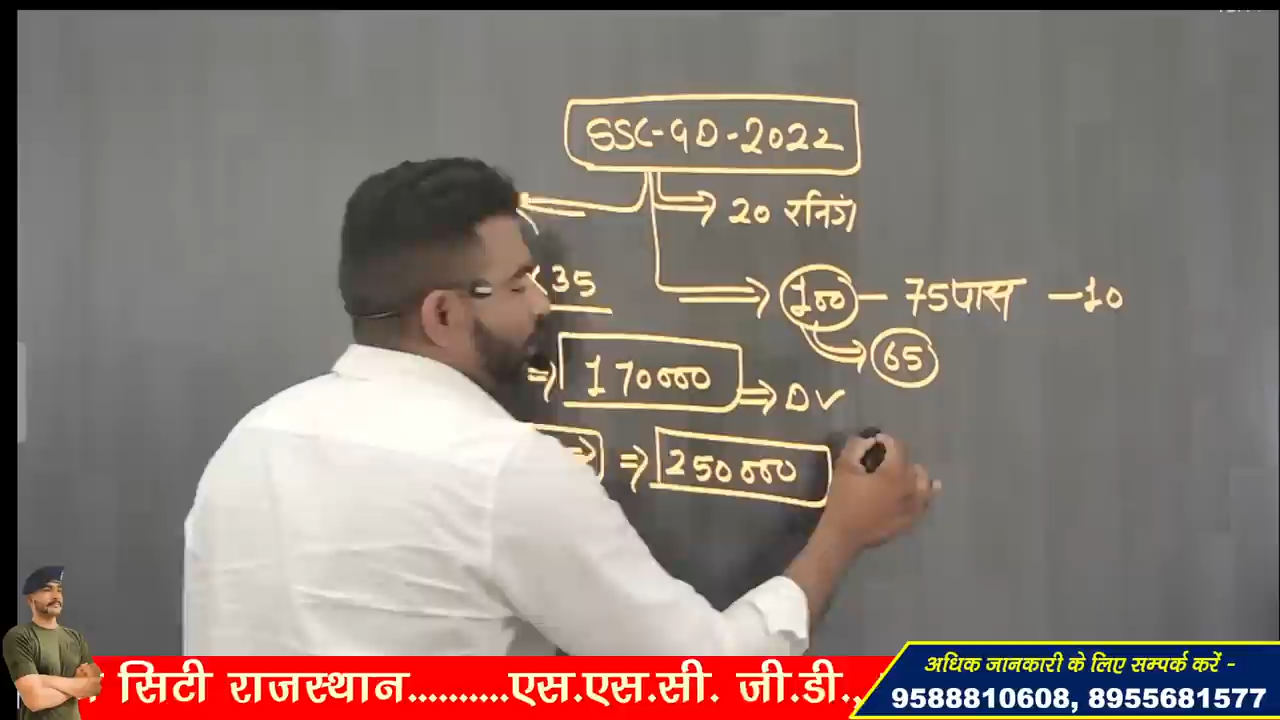 SSC-GD-2022
20 रनिंग
35
100 - 75पास -10
65
⇒ 170000 ⇒ DV
⇒ 250000
सिटी राजस्थान..........एस.एस.सी. जी.डी..
अधिक जानकारी के लिए सम्पर्क करें -
9588810608, 8955681577